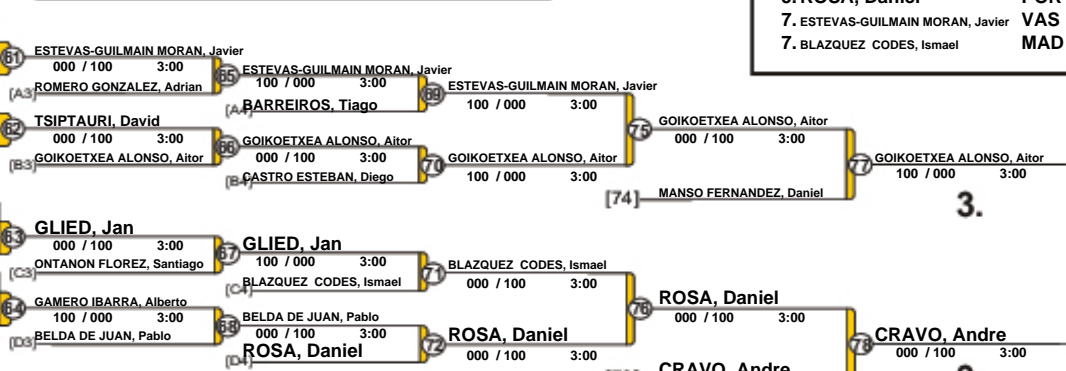 7. ESTEVAS-GUILMAIN MORAN, Javier VAS
7. BLAZQUEZ CODES, Ismael MAD
61 ESTEVAS-GUILMAIN MORAN, Javier
000 / 100 3:00
[A3] ROMERO GONZALEZ, Adrian
65 ESTEVAS-GUILMAIN MORAN, Javier
100 / 000 3:00
[A4] BARREIROS, Tiago
69 ESTEVAS-GUILMAIN MORAN, Javier
100 / 000 3:00
62 TSIPTAURI, David
000 / 100 3:00
[B3] GOIKOETXEA ALONSO, Aitor
66 GOIKOETXEA ALONSO, Aitor
000 / 100 3:00
[B4] CASTRO ESTEBAN, Diego
70 GOIKOETXEA ALONSO, Aitor
100 / 000 3:00
75 GOIKOETXEA ALONSO, Aitor
000 / 100 3:00
[74] MANSO FERNANDEZ, Daniel
77 GOIKOETXEA ALONSO, Aitor
100 / 000 3:00
3.
63 GLIED, Jan
000 / 100 3:00
[C3] ONTANON FLOREZ, Santiago
67 GLIED, Jan
100 / 000 3:00
[C4] BLAZQUEZ CODES, Ismael
71 BLAZQUEZ CODES, Ismael
000 / 100 3:00
64 GAMERO IBARRA, Alberto
100 / 000 3:00
[D3] BELDA DE JUAN, Pablo
68 BELDA DE JUAN, Pablo
000 / 100 3:00
[D4] ROSA, Daniel
72 ROSA, Daniel
000 / 100 3:00
76 ROSA, Daniel
000 / 100 3:00
CRAVO, Andre
78 CRAVO, Andre
000 / 100 3:00